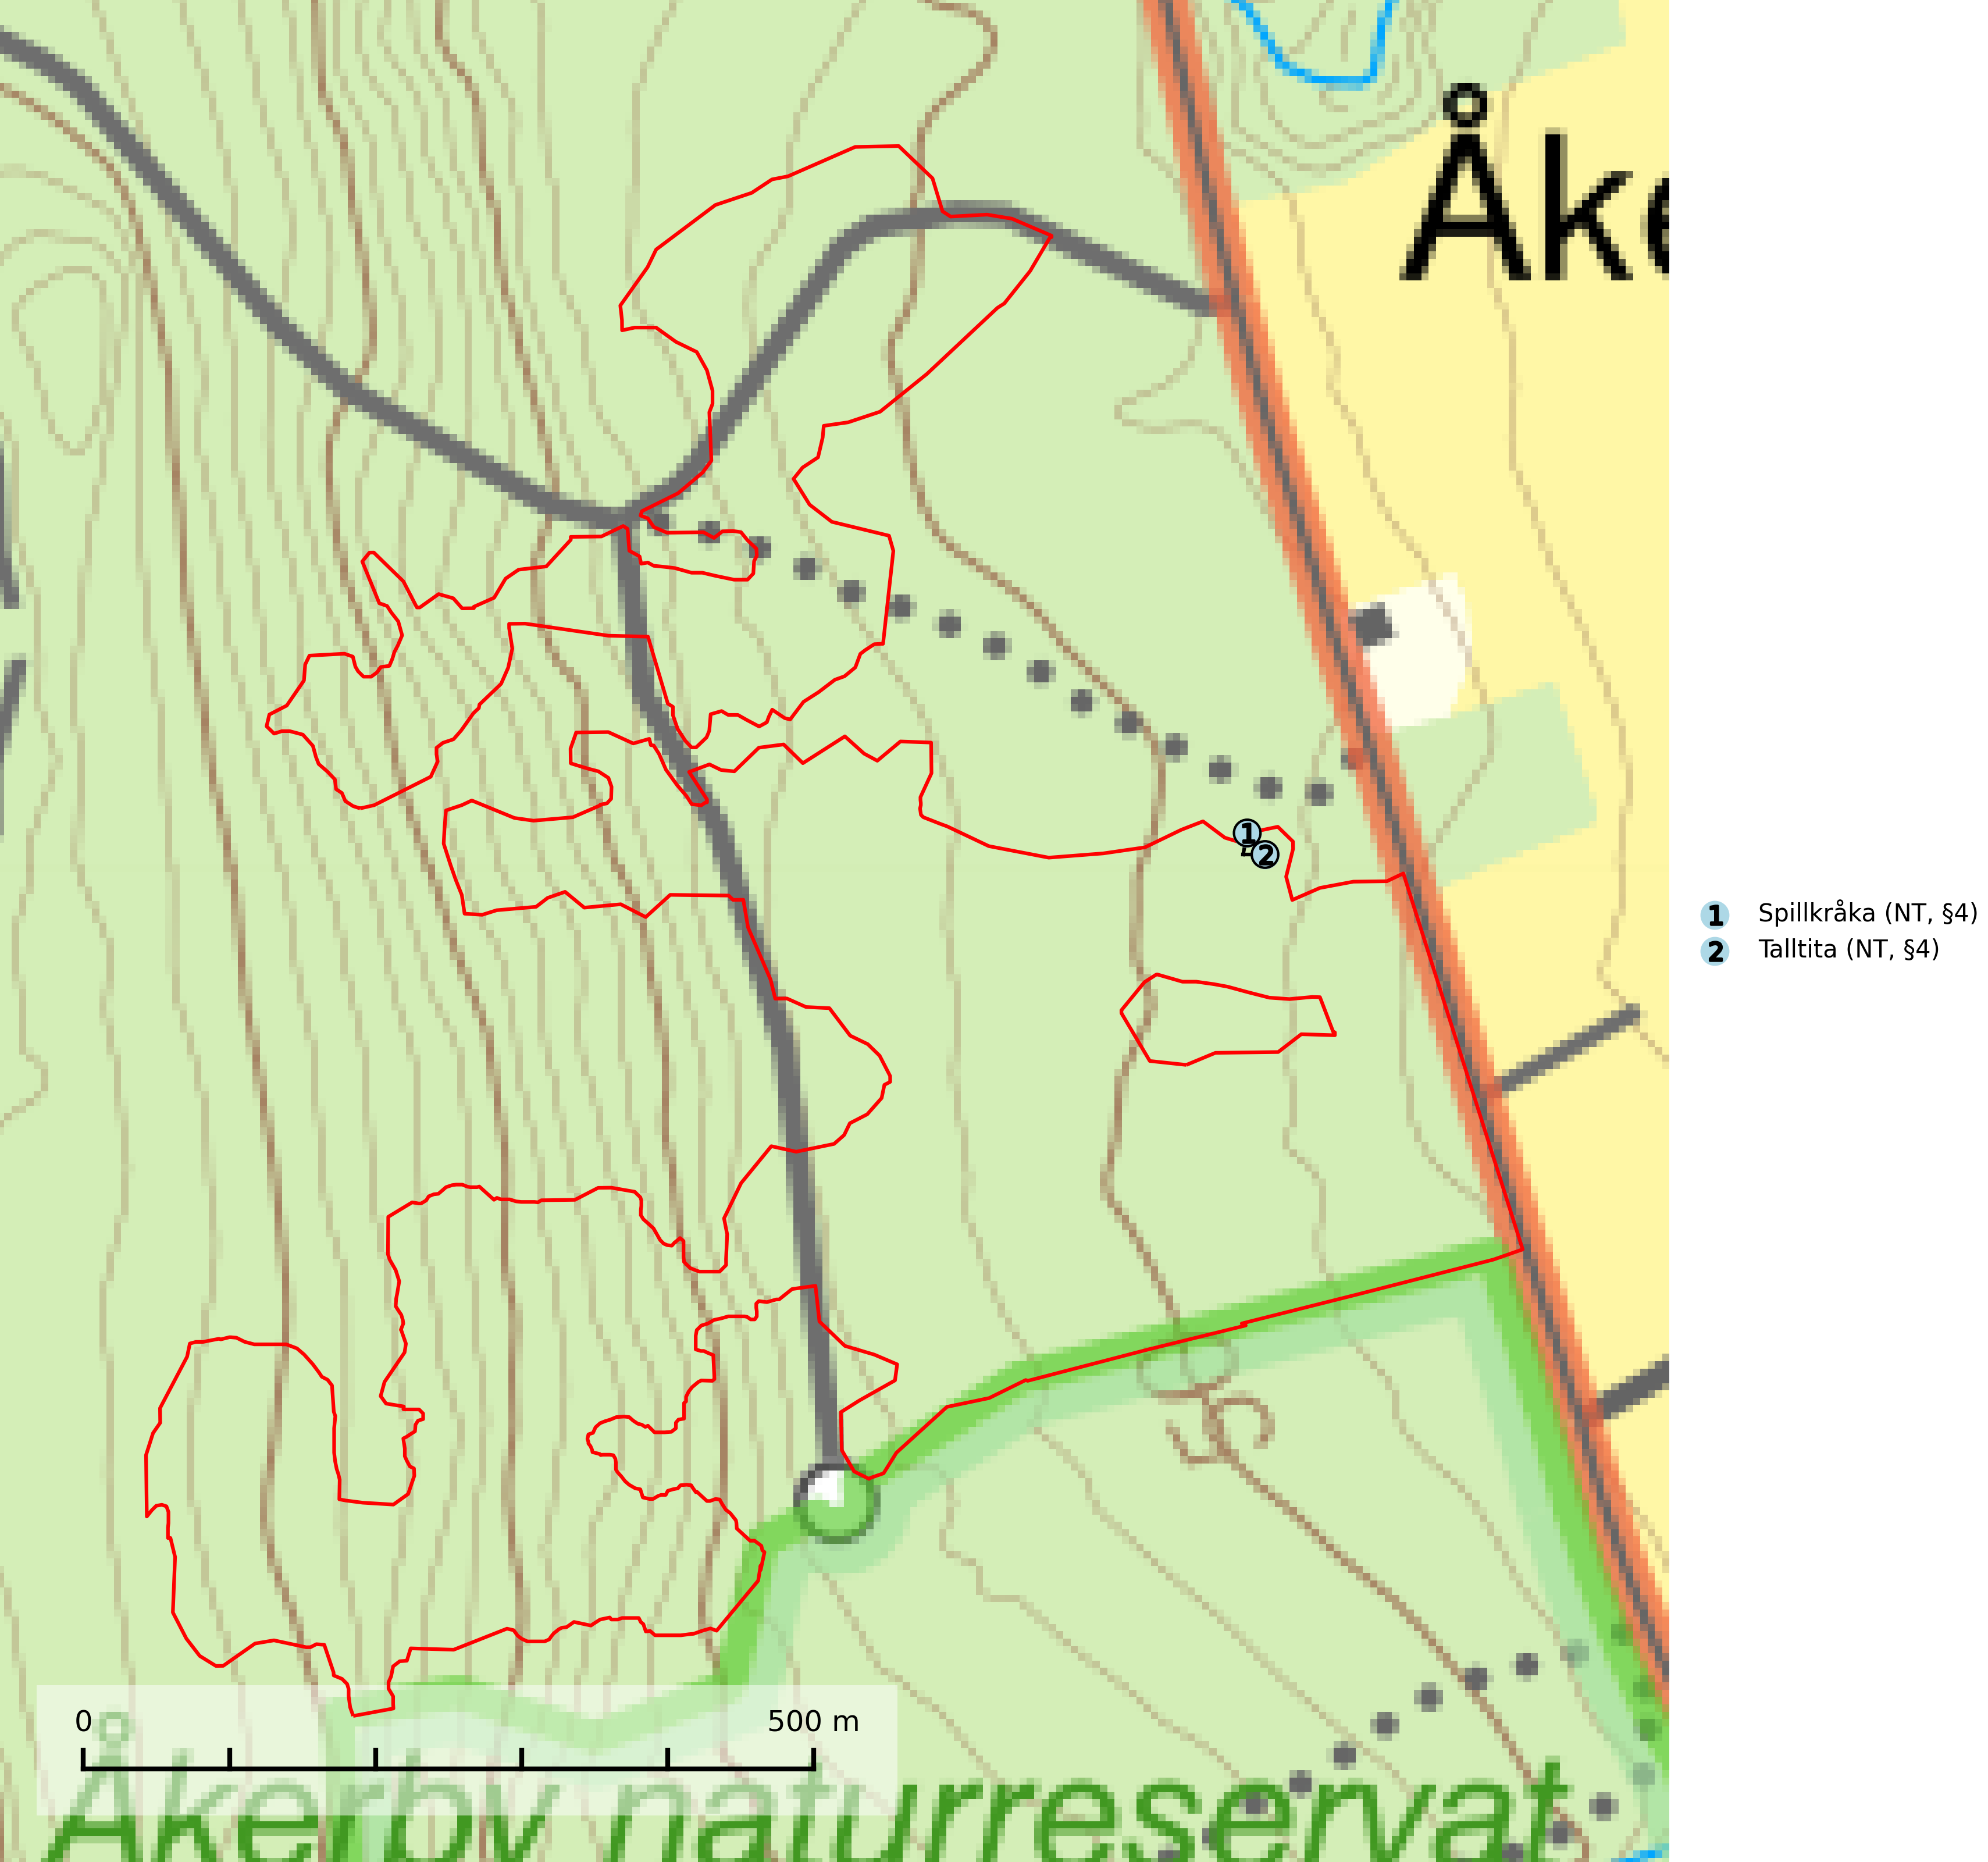 Åke
1
2
1 Spillkråka (NT, §4)
2 Talltita (NT, §4)
0 500 m
Åkerby naturreservat